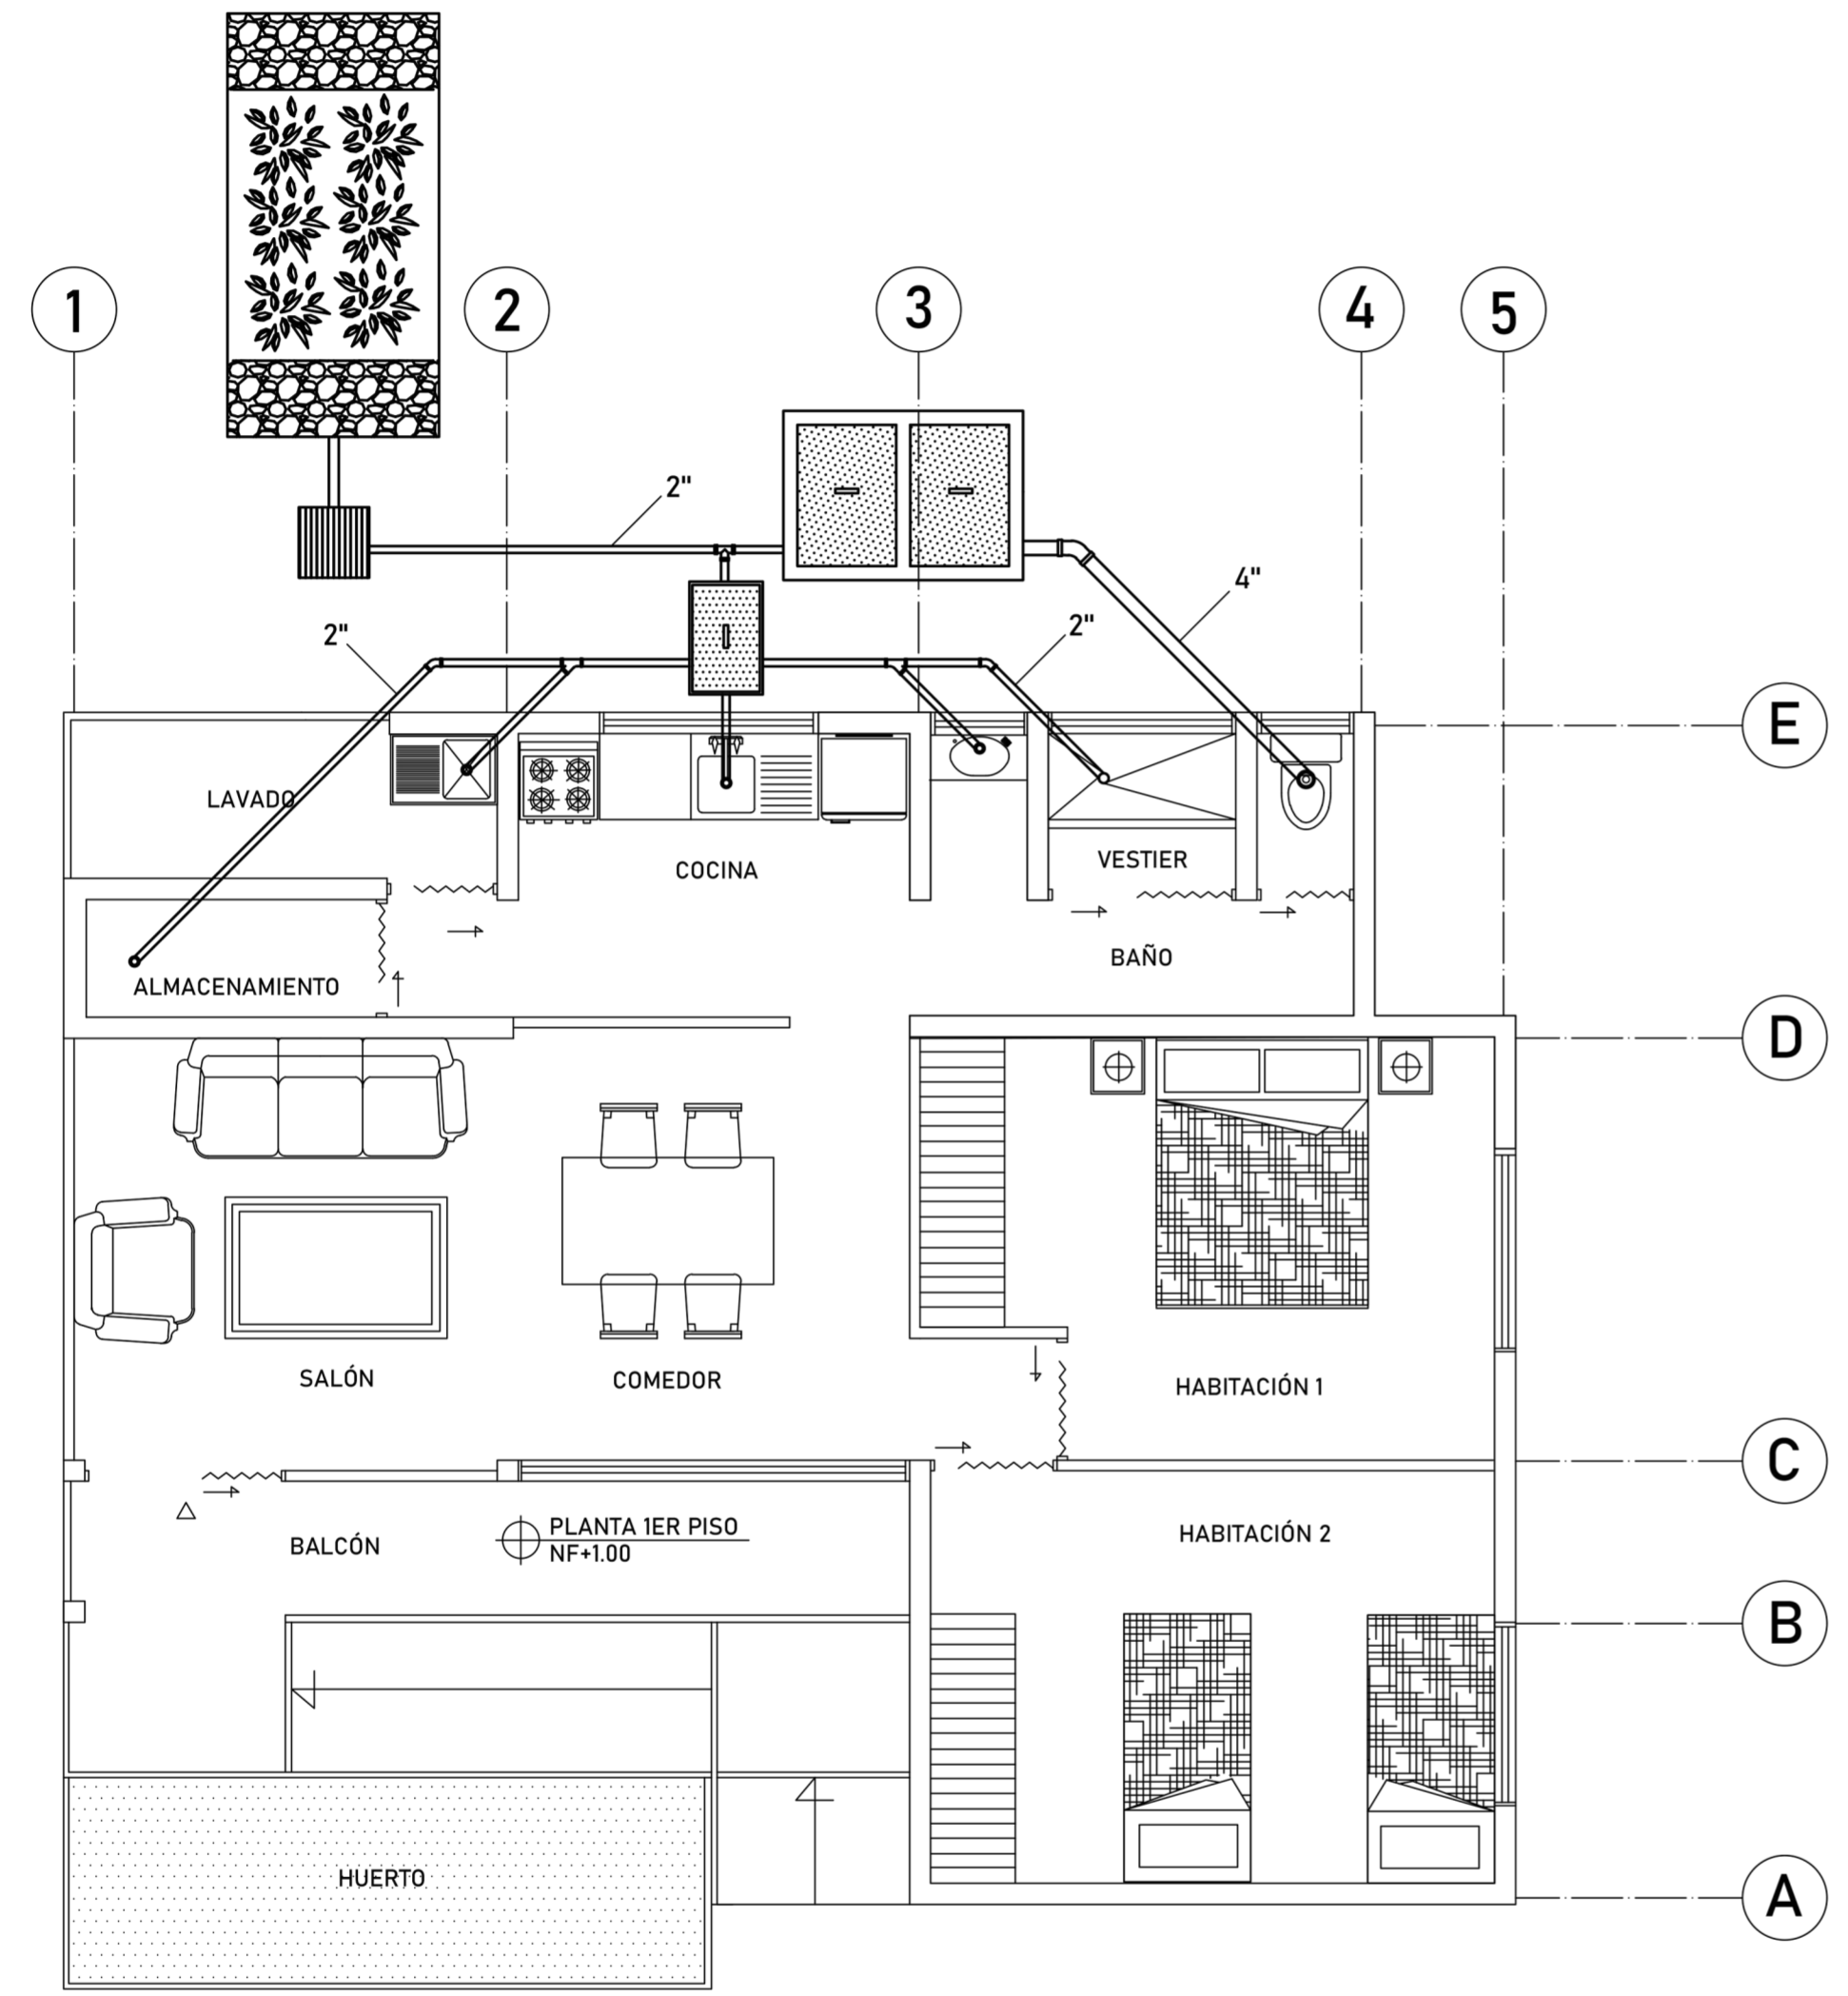 1
2
3
4
5
2"
4"
2"
2"
E
LAVADO
VESTIER
COCINA
BAÑO
ALMACENAMIENTO
D
SALÓN
COMEDOR
HABITACIÓN 1
C
PLANTA 1ER PISO
NF+1.00
BALCÓN
HABITACIÓN 2
B
HUERTO
A